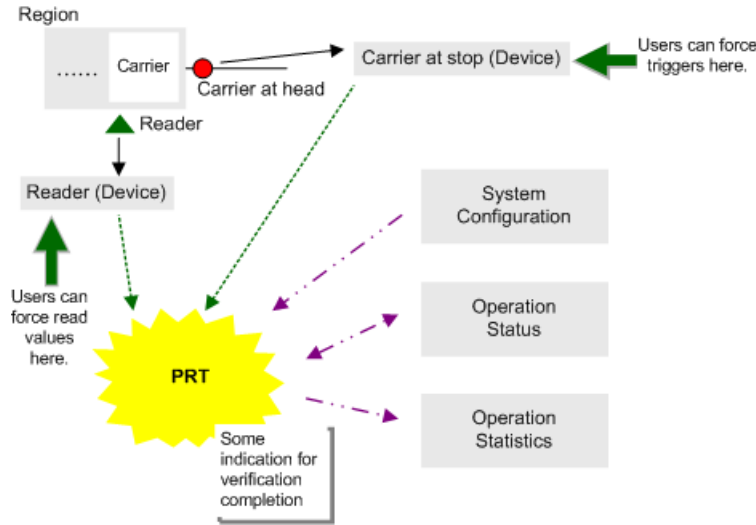 Region
......
Carrier
Carrier at head
Carrier at stop (Device)
Users can force
triggers here.
Reader
Reader (Device)
Users can
force read
values
here.
System
Configuration
Operation
Status
Operation
Statistics
PRT
Some
indication for
verification
completion